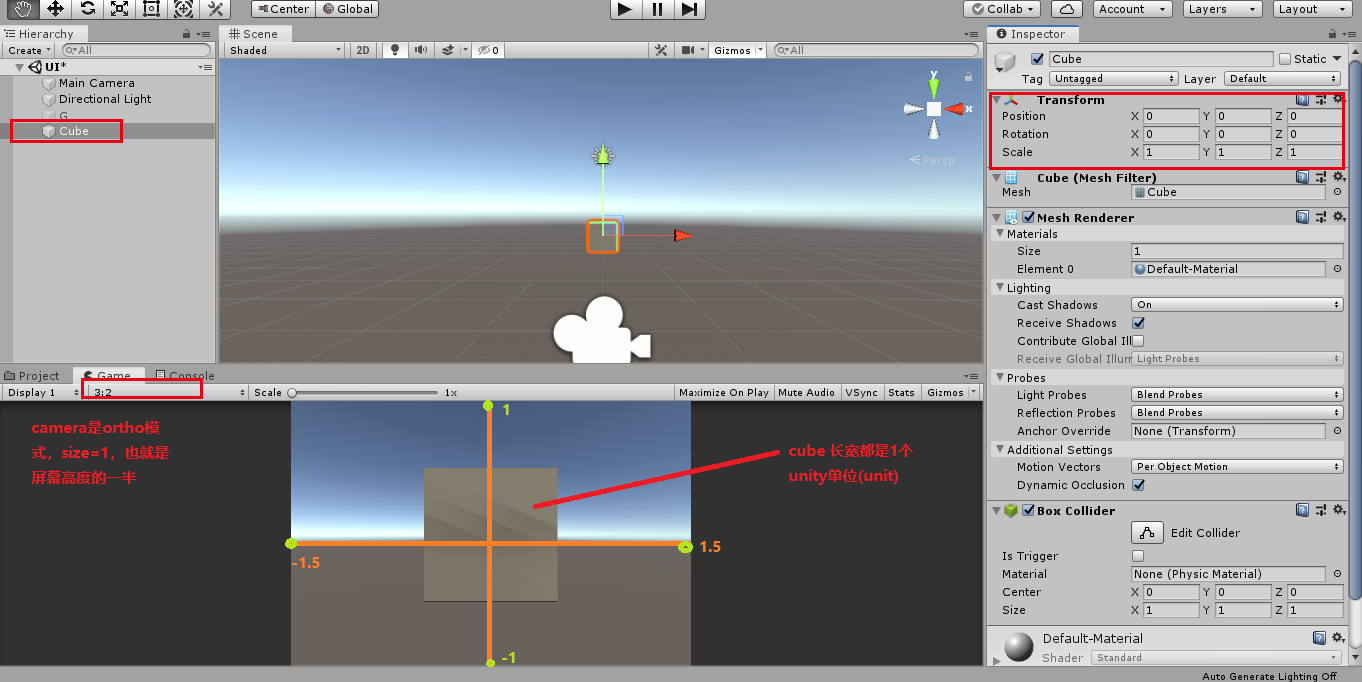 Center
Global
Collab
Account
Layers
Layout
Hierarchy
Create
All
UI*
Main Camera
Directional Light
G
Cube
Scene
Shaded
2D
0
Gizmos
All
y
x
Persp
Project
Game
Console
Display 1
3:2
Scale
1x
Maximize On Play
Mute Audio
VSync
Stats
Gizmos
camera是ortho模
式，size=1，也就是
屏幕高度的一半
1
cube 长宽都是1个
unity单位(unit)
-1.5
1.5
-1
Inspector
Cube
Static
Tag Untagged Layer Default
Transform
Position X 0 Y 0 Z 0
Rotation X 0 Y 0 Z 0
Scale X 1 Y 1 Z 1
Cube (Mesh Filter)
Mesh Cube
Mesh Renderer
Materials
Size 1
Element 0 Default-Material
Lighting
Cast Shadows On
Receive Shadows
Contribute Global Ill
Receive Global Illum Light Probes
Probes
Light Probes Blend Probes
Reflection Probes Blend Probes
Anchor Override None (Transform)
Additional Settings
Motion Vectors Per Object Motion
Dynamic Occlusion
Box Collider
Edit Collider
Is Trigger
Material None (Physic Material)
Center X 0 Y 0 Z 0
Size X 1 Y 1 Z 1
Default-Material
Shader Standard
Auto Generate Lighting Off